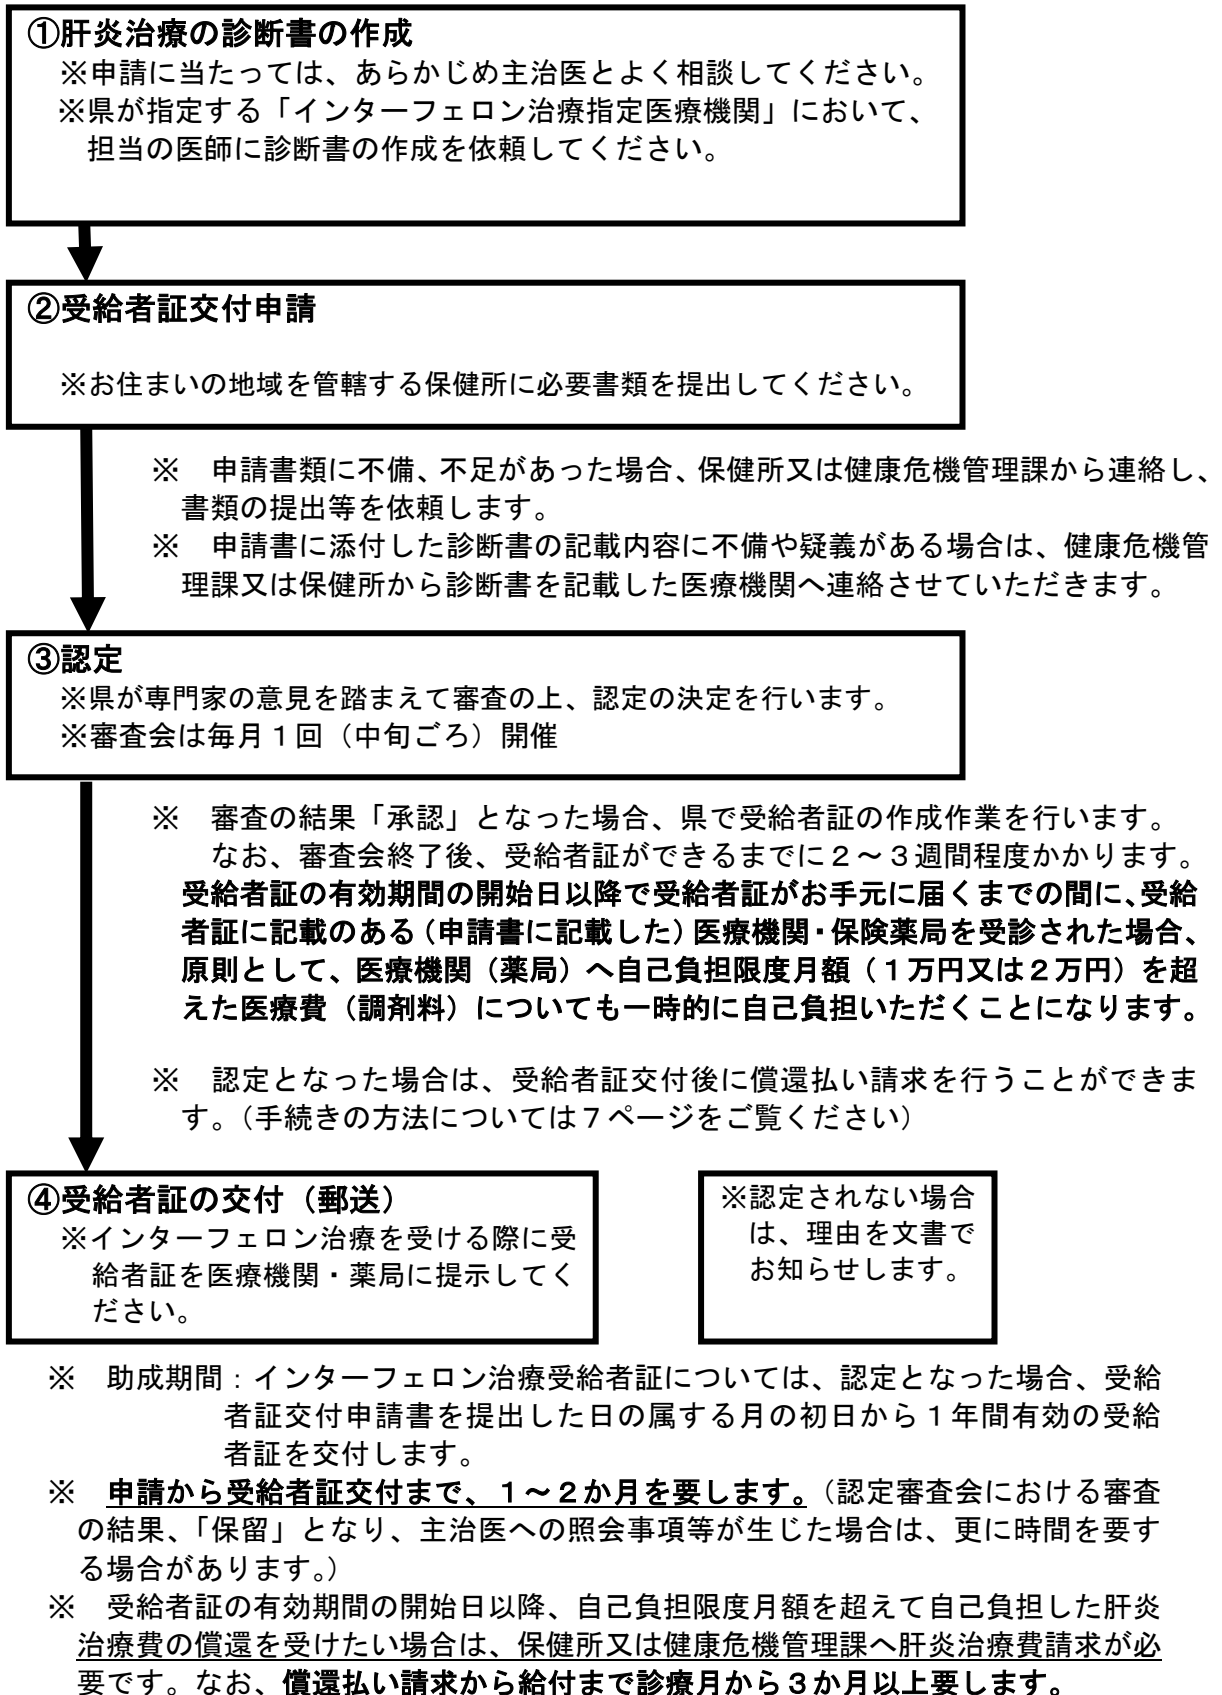 ①肝炎治療の診断書の作成
※申請に当たっては、あらかじめ主治医とよく相談してください。
※県が指定する「インターフェロン治療指定医療機関」において、
担当の医師に診断書の作成を依頼してください。
②受給者証交付申請
※お住まいの地域を管轄する保健所に必要書類を提出してください。
※　申請書類に不備、不足があった場合、保健所又は健康危機管理課から連絡し、
書類の提出等を依頼します。
※　申請書に添付した診断書の記載内容に不備や疑義がある場合は、健康危機管
理課又は保健所から診断書を記載した医療機関へ連絡させていただきます。
③認定
※県が専門家の意見を踏まえて審査の上、認定の決定を行います。
※審査会は毎月１回（中旬ごろ）開催
※　審査の結果「承認」となった場合、県で受給者証の作成作業を行います。
なお、審査会終了後、受給者証ができるまでに２～３週間程度かかります。
受給者証の有効期間の開始日以降で受給者証がお手元に届くまでの間に、受給
者証に記載のある（申請書に記載した）医療機関・保険薬局を受診された場合、
原則として、医療機関（薬局）へ自己負担限度月額（１万円又は２万円）を超
えた医療費（調剤料）についても一時的に自己負担いただくことになります。
※　認定となった場合は、受給者証交付後に償還払い請求を行うことができま
す。（手続きの方法については７ページをご覧ください）
④受給者証の交付（郵送）
※インターフェロン治療を受ける際に受
給者証を医療機関・薬局に提示してく
ださい。
※認定されない場合
は、理由を文書で
お知らせします。
※　助成期間：インターフェロン治療受給者証については、認定となった場合、受給
者証交付申請書を提出した日の属する月の初日から１年間有効の受給
者証を交付します。
※　申請から受給者証交付まで、１～２か月を要します。（認定審査会における審査
の結果、「保留」となり、主治医への照会事項等が生じた場合は、更に時間を要す
る場合があります。）
※　受給者証の有効期間の開始日以降、自己負担限度月額を超えて自己負担した肝炎
治療費の償還を受けたい場合は、保健所又は健康危機管理課へ肝炎治療費請求が必
要です。なお、償還払い請求から給付まで診療月から３か月以上要します。